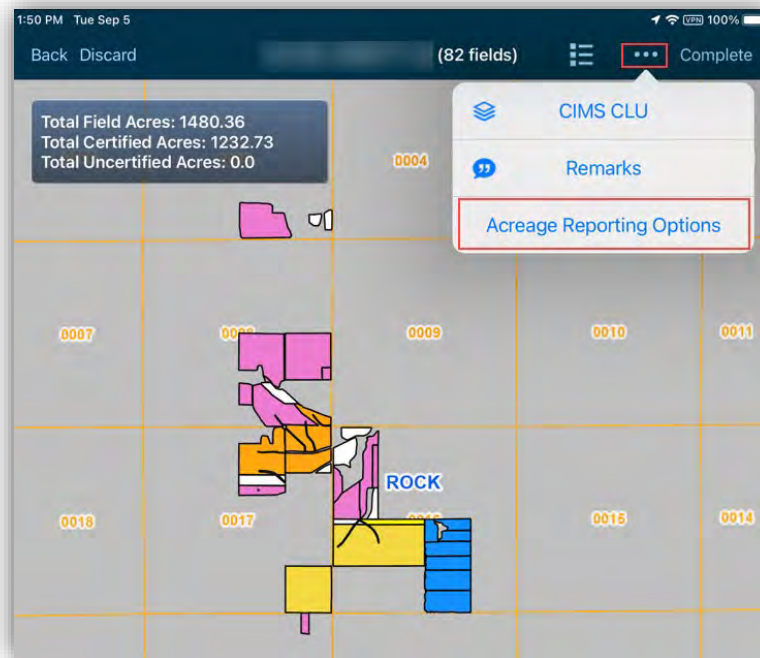 1:50 PM Tue Sep 5
VPN 100%
Back Discard (82 fields) Complete
Total Field Acres: 1480.36
Total Certified Acres: 1232.73
Total Uncertified Acres: 0.0
CIMS CLU
Remarks
Acreage Reporting Options
0004
0007
0009
0010
0011
ROCK
0018
0017
0015
0014